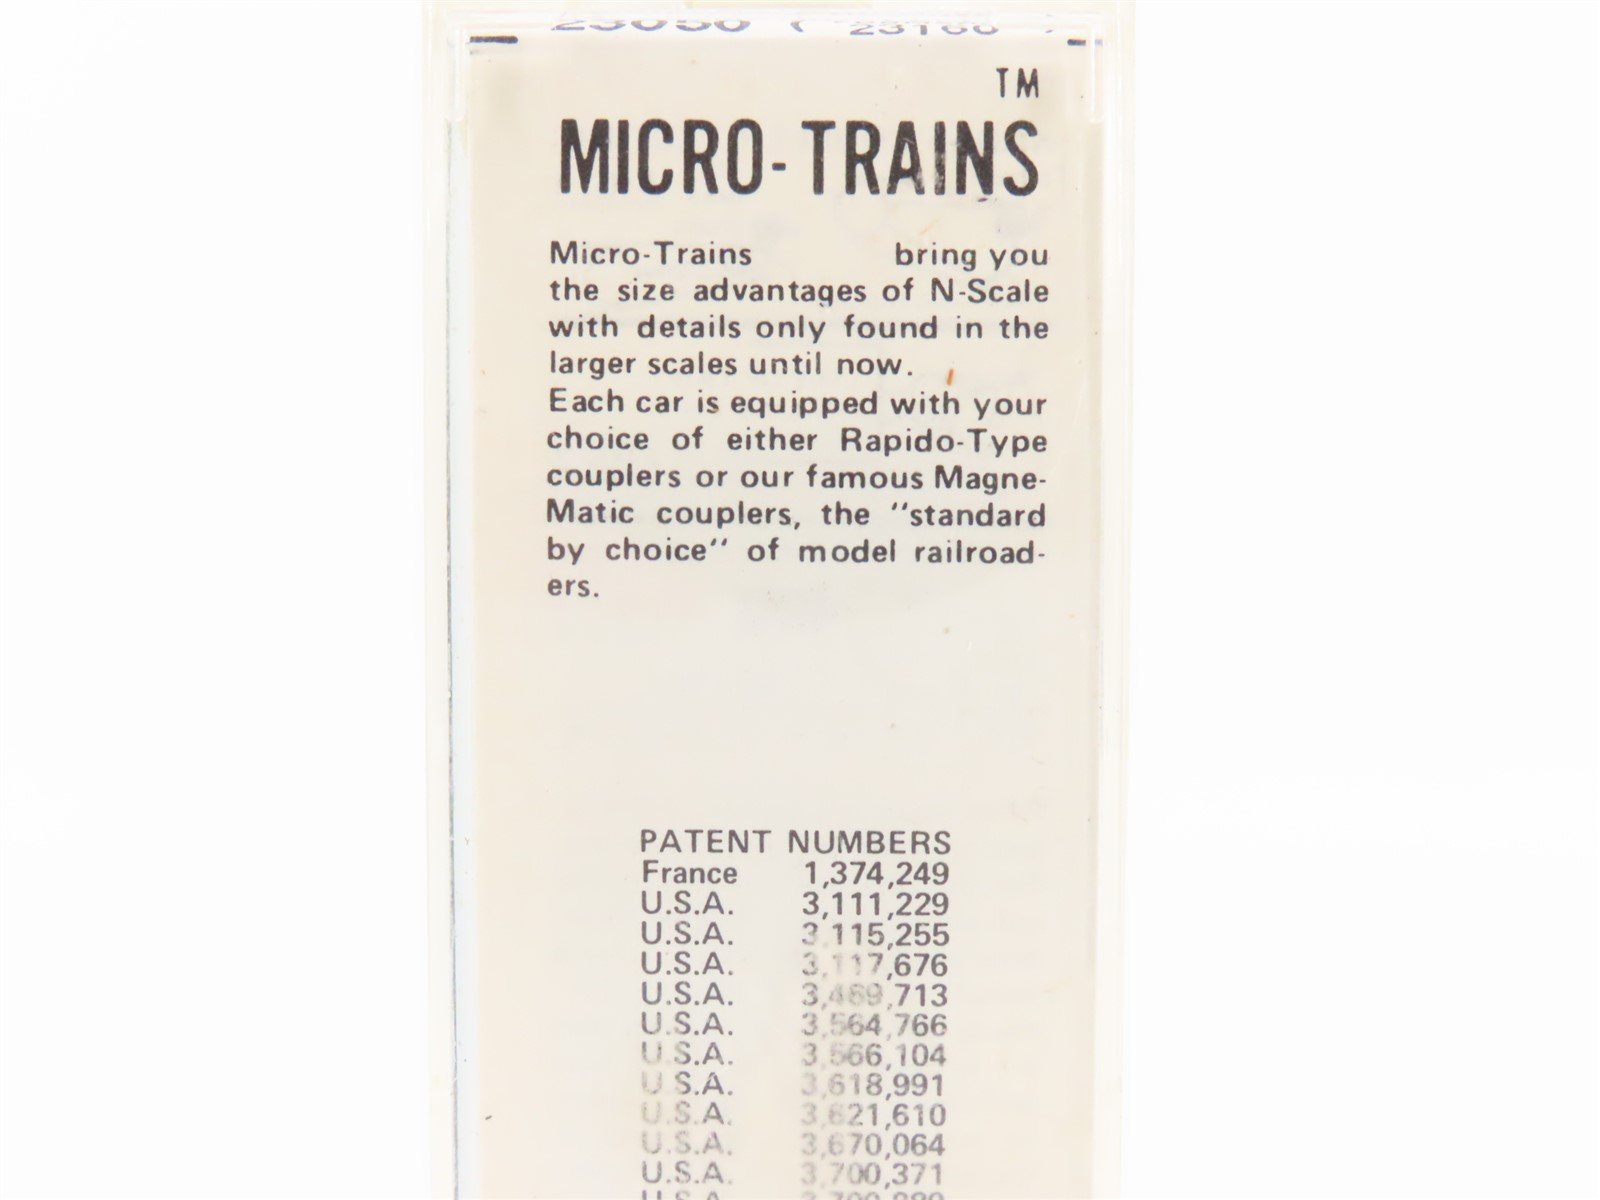 TM
MICRO-TRAINS
Micro-Trains bring you
the size advantages of N-Scale
with details only found in the
larger scales until now.
Each car is equipped with your
choice of either Rapido-Type
couplers or our famous Magne-
Matic couplers, the "standard
by choice" of model railroad-
ers.
PATENT NUMBERS
France 1,374,249
U.S.A. 3,111,229
U.S.A. 3,115,255
U.S.A. 3,117,676
U.S.A. 3,469,713
U.S.A. 3,564,766
U.S.A. 3,566,104
U.S.A. 3,618,991
U.S.A. 3,621,610
U.S.A. 3,670,064
U.S.A. 3,700,371
U.S.A.